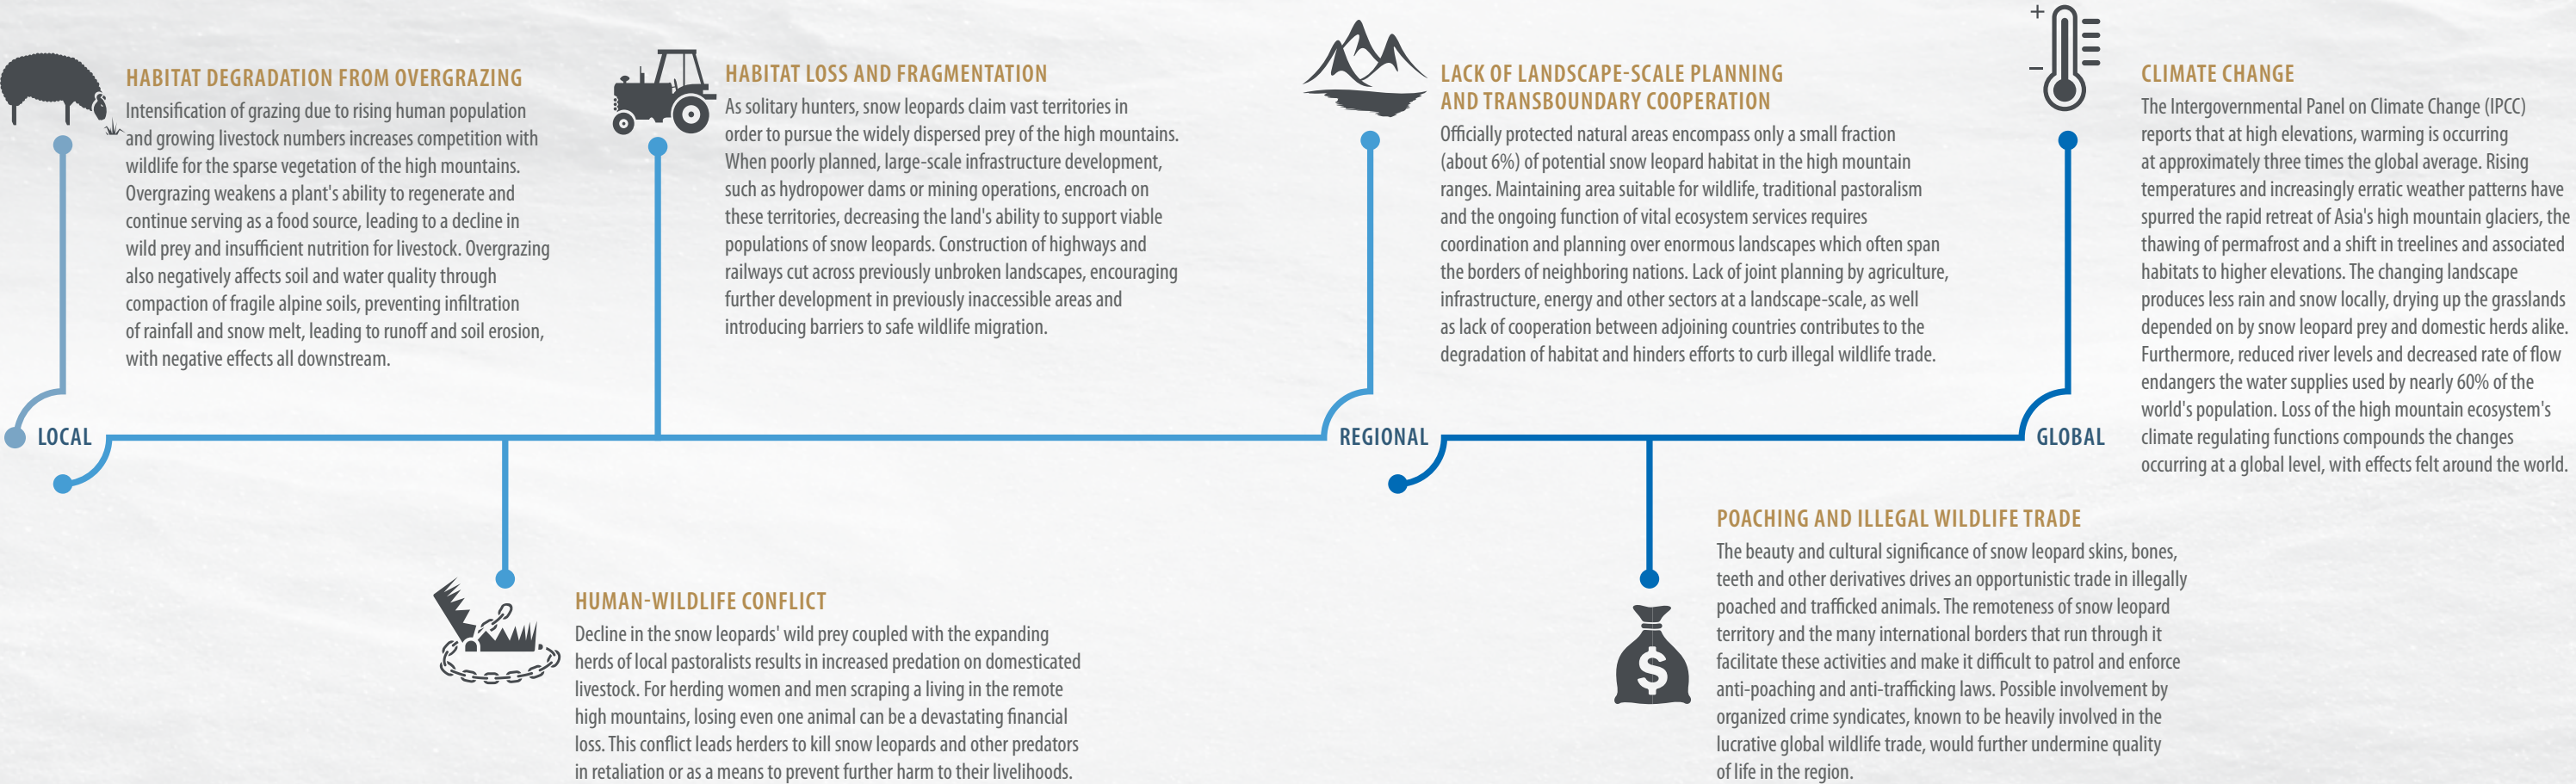 HABITAT DEGRADATION FROM OVERGRAZING
Intensification of grazing due to rising human population
and growing livestock numbers increases competition with
wildlife for the sparse vegetation of the high mountains.
Overgrazing weakens a plant's ability to regenerate and
continue serving as a food source, leading to a decline in
wild prey and insufficient nutrition for livestock. Overgrazing
also negatively affects soil and water quality through
compaction of fragile alpine soils, preventing infiltration
of rainfall and snow melt, leading to runoff and soil erosion,
with negative effects all downstream.
HABITAT LOSS AND FRAGMENTATION
As solitary hunters, snow leopards claim vast territories in
order to pursue the widely dispersed prey of the high mountains.
When poorly planned, large-scale infrastructure development,
such as hydropower dams or mining operations, encroach on
these territories, decreasing the land's ability to support viable
populations of snow leopards. Construction of highways and
railways cut across previously unbroken landscapes, encouraging
further development in previously inaccessible areas and
introducing barriers to safe wildlife migration.
LACK OF LANDSCAPE-SCALE PLANNING
AND TRANSBOUNDARY COOPERATION
Officially protected natural areas encompass only a small fraction
(about 6%) of potential snow leopard habitat in the high mountain
ranges. Maintaining area suitable for wildlife, traditional pastoralism
and the ongoing function of vital ecosystem services requires
coordination and planning over enormous landscapes which often span
the borders of neighboring nations. Lack of joint planning by agriculture,
infrastructure, energy and other sectors at a landscape-scale, as well
as lack of cooperation between adjoining countries contributes to the
degradation of habitat and hinders efforts to curb illegal wildlife trade.
+
−
CLIMATE CHANGE
The Intergovernmental Panel on Climate Change (IPCC)
reports that at high elevations, warming is occurring
at approximately three times the global average. Rising
temperatures and increasingly erratic weather patterns have
spurred the rapid retreat of Asia's high mountain glaciers, the
thawing of permafrost and a shift in treelines and associated
habitats to higher elevations. The changing landscape
produces less rain and snow locally, drying up the grasslands
depended on by snow leopard prey and domestic herds alike.
Furthermore, reduced river levels and decreased rate of flow
endangers the water supplies used by nearly 60% of the
world's population. Loss of the high mountain ecosystem's
climate regulating functions compounds the changes
occurring at a global level, with effects felt around the world.
LOCAL
REGIONAL
GLOBAL
HUMAN-WILDLIFE CONFLICT
Decline in the snow leopards' wild prey coupled with the expanding
herds of local pastoralists results in increased predation on domesticated
livestock. For herding women and men scraping a living in the remote
high mountains, losing even one animal can be a devastating financial
loss. This conflict leads herders to kill snow leopards and other predators
in retaliation or as a means to prevent further harm to their livelihoods.
$
POACHING AND ILLEGAL WILDLIFE TRADE
The beauty and cultural significance of snow leopard skins, bones,
teeth and other derivatives drives an opportunistic trade in illegally
poached and trafficked animals. The remoteness of snow leopard
territory and the many international borders that run through it
facilitate these activities and make it difficult to patrol and enforce
anti-poaching and anti-trafficking laws. Possible involvement by
organized crime syndicates, known to be heavily involved in the
lucrative global wildlife trade, would further undermine quality
of life in the region.